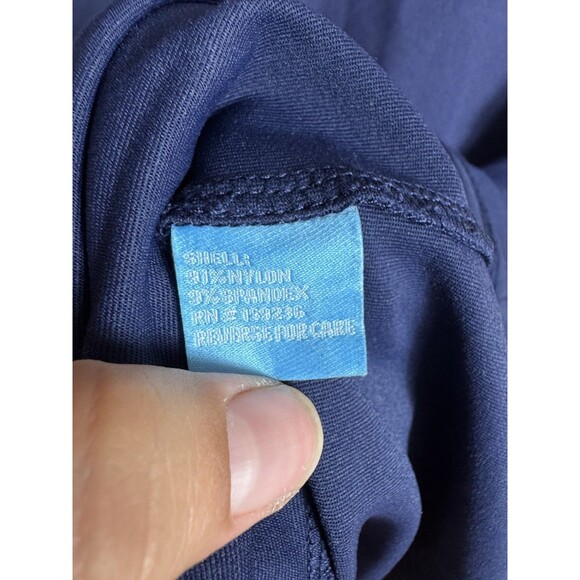 SHELL:
91% NYLON
9% SPANDEX
RN # 139236
REVERSE FOR CARE